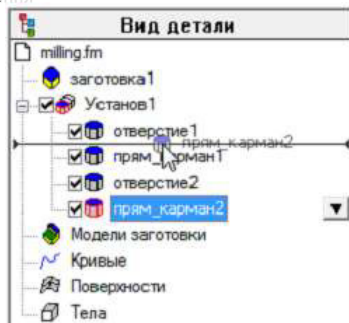 Вид детали
milling.fm
заготовка1
Установ1
отверстие1
прям_карман2
прям_карман1
отверстие2
прям_карман2
Модели заготовки
Кривые
Поверхности
Тела